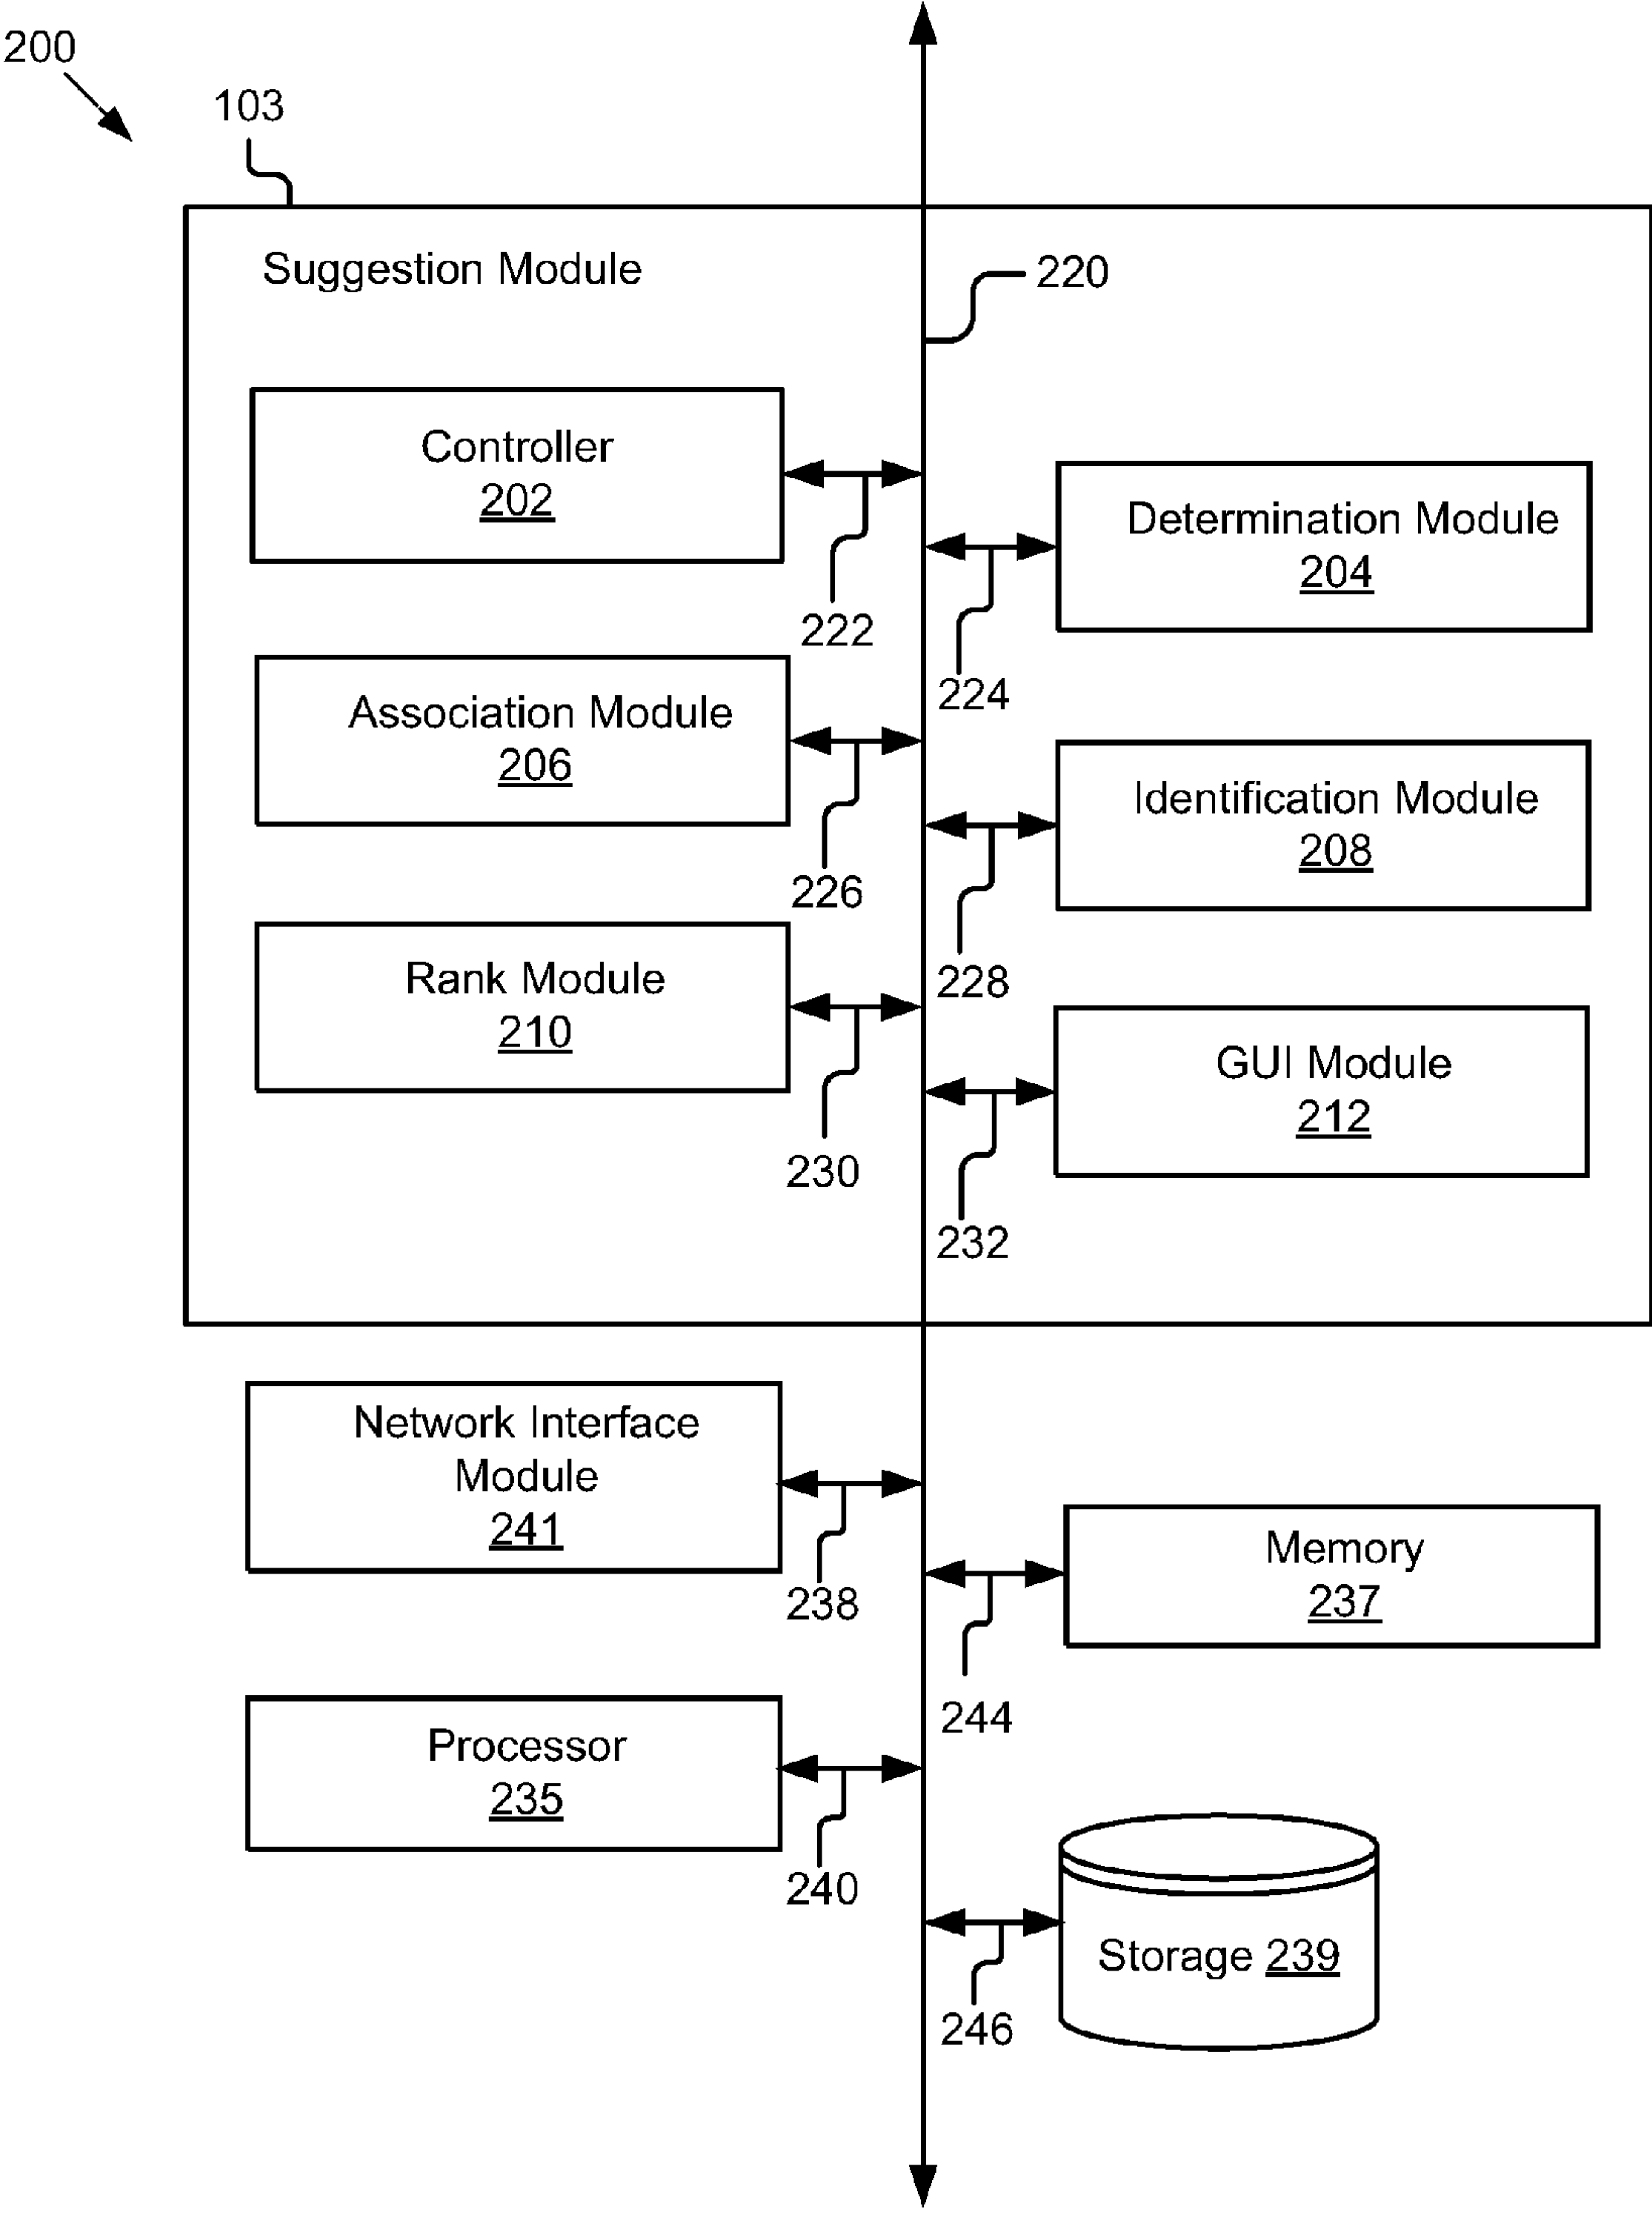 200
103
Suggestion Module
220
Controller
202
222
Determination Module
204
224
Association Module
206
226
Identification Module
208
228
Rank Module
210
230
GUI Module
212
232
Network Interface
Module
241
238
Memory
237
244
Processor
235
240
Storage 239
246